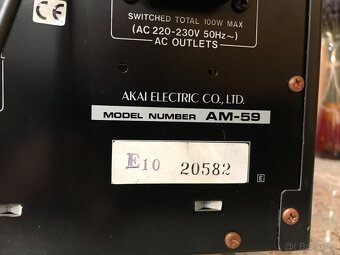 SWITCHED TOTAL 100W MAX
(AC 220-230V 50Hz~)
AC OUTLETS
CE
AKAI ELECTRIC CO., LTD.
MODEL NUMBER AM-59
E10 20582
E